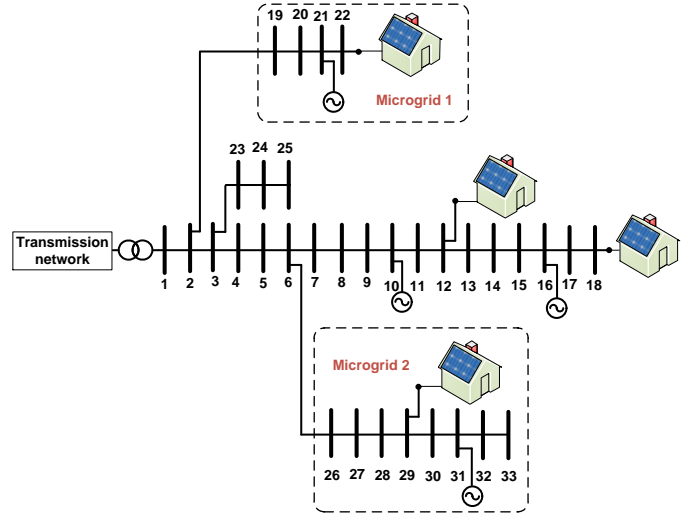 19 20 21 22
Microgrid 1
23 24 25
Transmission
network
1 2 3 4 5 6 7 8 9 10 11 12 13 14 15 16 17 18
Microgrid 2
26 27 28 29 30 31 32 33